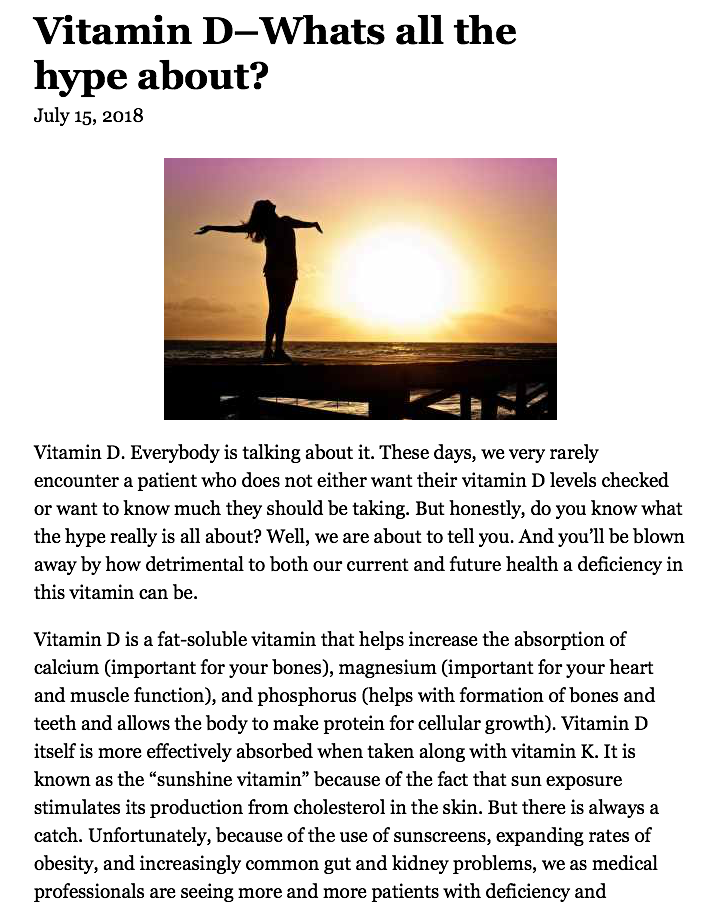 Vitamin D–Whats all the
hype about?
July 15, 2018
Vitamin D. Everybody is talking about it. These days, we very rarely
encounter a patient who does not either want their vitamin D levels checked
or want to know much they should be taking. But honestly, do you know what
the hype really is all about? Well, we are about to tell you. And you’ll be blown
away by how detrimental to both our current and future health a deficiency in
this vitamin can be.
Vitamin D is a fat-soluble vitamin that helps increase the absorption of
calcium (important for your bones), magnesium (important for your heart
and muscle function), and phosphorus (helps with formation of bones and
teeth and allows the body to make protein for cellular growth). Vitamin D
itself is more effectively absorbed when taken along with vitamin K. It is
known as the “sunshine vitamin” because of the fact that sun exposure
stimulates its production from cholesterol in the skin. But there is always a
catch. Unfortunately, because of the use of sunscreens, expanding rates of
obesity, and increasingly common gut and kidney problems, we as medical
professionals are seeing more and more patients with deficiency and